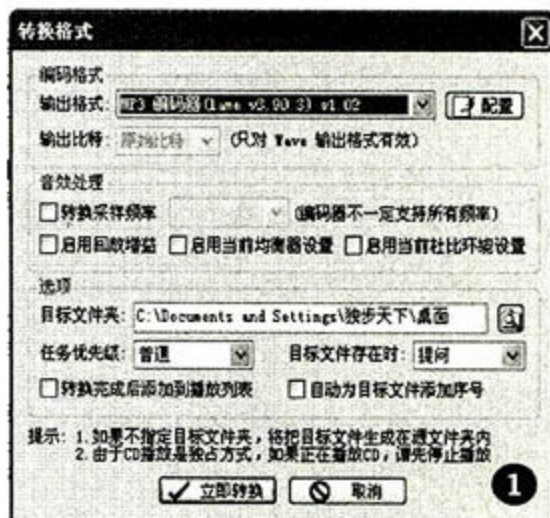 转换格式
编码格式
输出格式: MP3 编码器(Lame v3.90.3) v1.02 配置
输出比特: 原始比特 (只对 Wave 输出格式有效)
音效处理
转换采样频率 (编码器不一定支持所有频率)
启用回放增益 启用当前均衡器设置 启用当前杜比环绕设置
选项
目标文件夹: C:\Documents and Settings\独步天下\桌面
任务优先级: 普通 目标文件存在时: 提问
转换完成后添加到播放列表 自动为目标文件添加序号
提示: 1.如果不指定目标文件夹，将把目标文件生成在源文件夹内
2.由于CD播放是独占方式，如果正在播放CD，请先停止播放
立即转换 取消
1